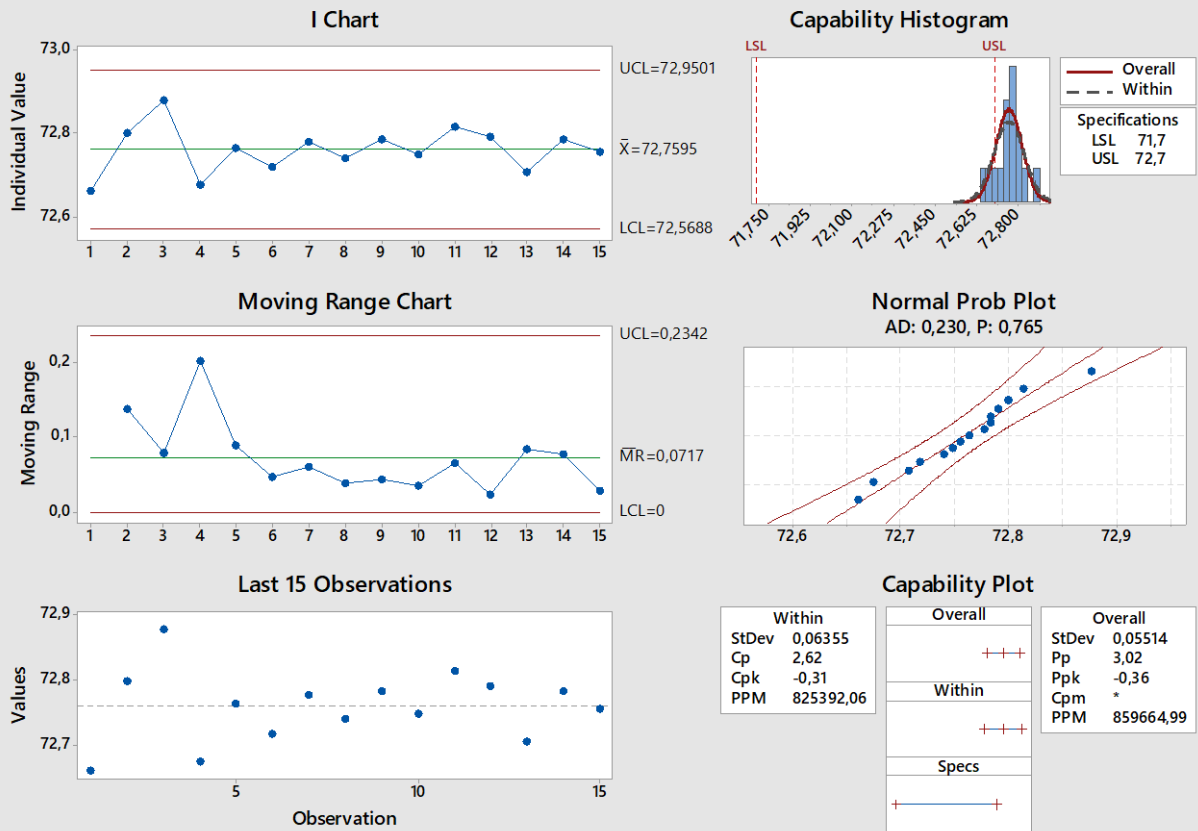 I Chart
Individual Value
73,0
72,8
72,6
UCL=72,9501
X̄=72,7595
LCL=72,5688
1 2 3 4 5 6 7 8 9 10 11 12 13 14 15
Capability Histogram
LSL USL
Overall
Within
Specifications
LSL 71,7
USL 72,7
71,750 71,925 72,100 72,275 72,450 72,625 72,800
Moving Range Chart
Moving Range
0,2
0,1
0,0
UCL=0,2342
M̄R̄=0,0717
LCL=0
1 2 3 4 5 6 7 8 9 10 11 12 13 14 15
Normal Prob Plot
AD: 0,230, P: 0,765
72,6 72,7 72,8 72,9
Last 15 Observations
Values
72,9
72,8
72,7
5 10 15
Observation
Capability Plot
Within
StDev 0,06355
Cp 2,62
Cpk -0,31
PPM 825392,06
Overall
Within
Specs
Overall
StDev 0,05514
Pp 3,02
Ppk -0,36
Cpm *
PPM 859664,99